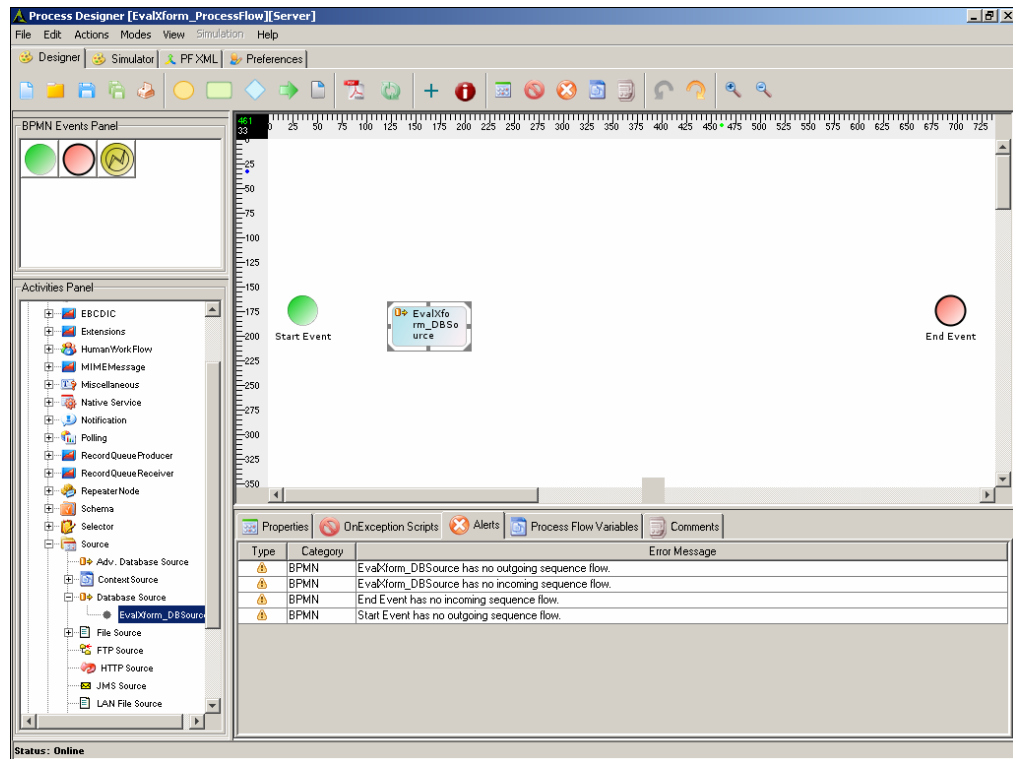 Process Designer [EvalXform_ProcessFlow][Server]
File Edit Actions Modes View Simulation Help
Designer Simulator PF XML Preferences
BPMN Events Panel
Activities Panel
EBCDIC
Extensions
HumanWorkFlow
MIMEMessage
Miscellaneous
Native Service
Notification
Polling
RecordQueueProducer
RecordQueueReceiver
RepeaterNode
Schema
Selector
Source
Adv. Database Source
ContextSource
Database Source
EvalXform_DBSource
File Source
FTP Source
HTTP Source
JMS Source
LAN File Source
461
33
0 25 50 75 100 125 150 175 200 225 250 275 300 325 350 375 400 425 450 475 500 525 550 575 600 625 650 675 700 725
0
25
50
75
100
125
150
175
200
225
250
275
300
325
350
Start Event
EvalXfo
rm_DBSo
urce
End Event
Properties OnException Scripts Alerts Process Flow Variables Comments
Type Category Error Message
BPMN EvalXform_DBSource has no outgoing sequence flow.
BPMN EvalXform_DBSource has no incoming sequence flow.
BPMN End Event has no incoming sequence flow.
BPMN Start Event has no outgoing sequence flow.
Status: Online